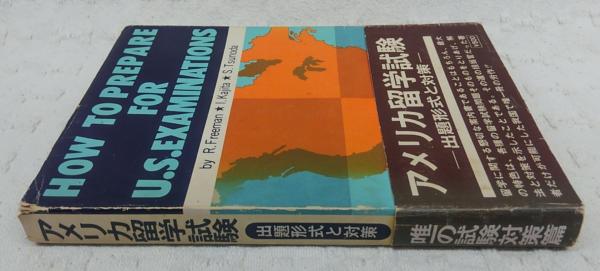 HOW TO PREPARE
FOR
U.S.EXAMINATIONS
by R.Freeman ★ I.Kajita ★ S.Tsunoda
アメリカ留学試験
―出題形式と対策―
アメリカ留学試験
出題形式と対策
唯一の試験対策篇